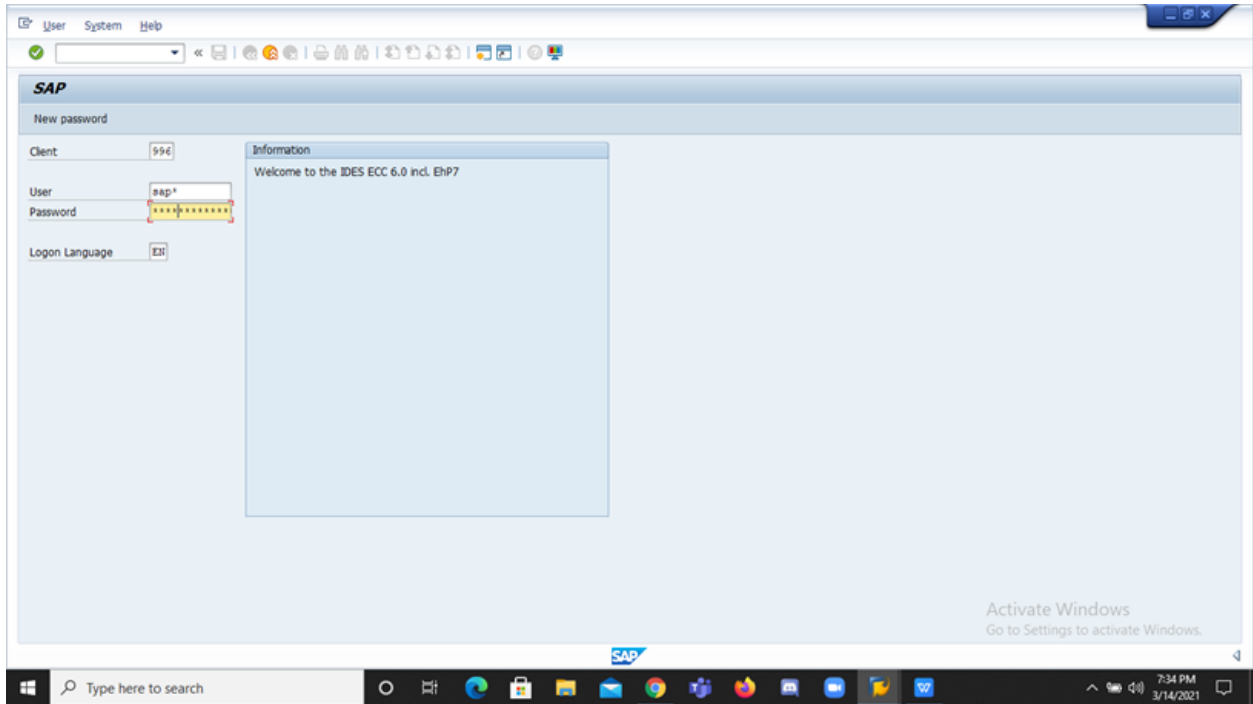 User System Help
SAP
New password
Client 996
Information
Welcome to the IDES ECC 6.0 incl. EhP7
User sap*
Password ************
Logon Language EN
Activate Windows
Go to Settings to activate Windows.
SAP
Type here to search
7:34 PM
3/14/2021